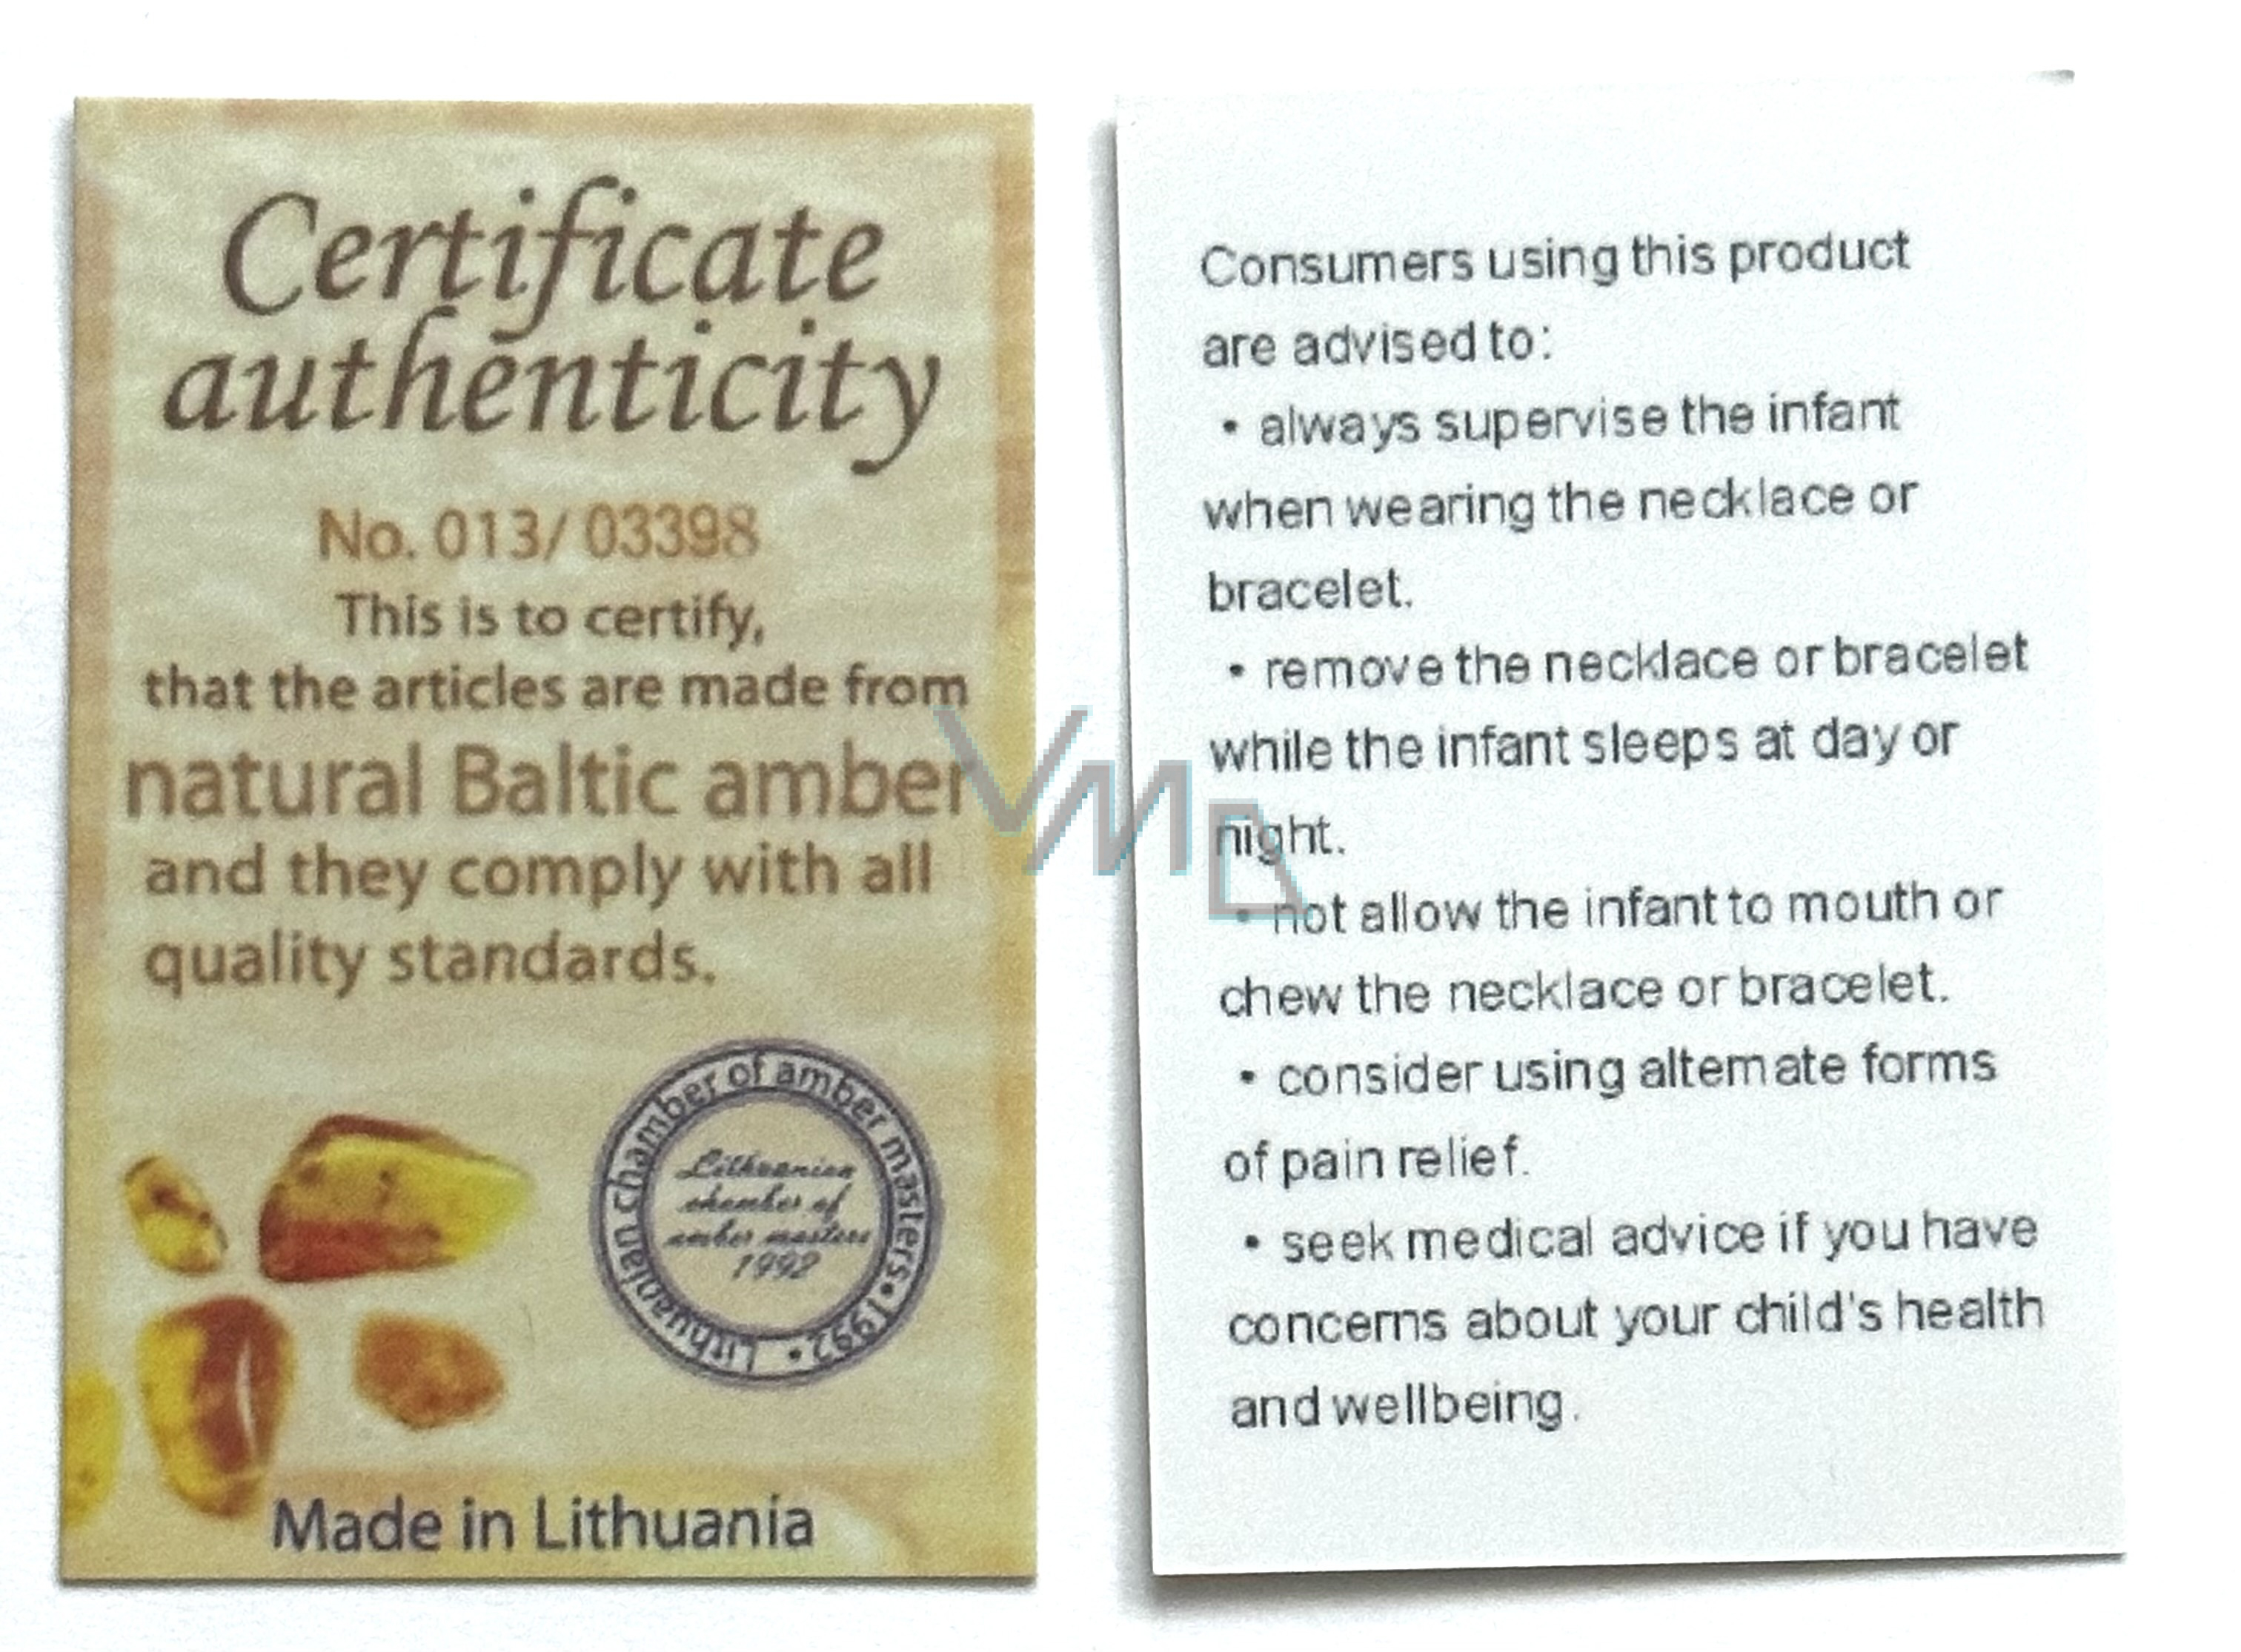 Certificate
authenticity
No. 013/ 03398
This is to certify,
that the articles are made from
natural Baltic amber
and they comply with all
quality standards.
Lithuanian chamber of amber masters • 1992 •
Lithuanian
chamber of
amber masters
1992
Made in Lithuania
VMD
Consumers using this product
are advised to:
• always supervise the infant
when wearing the necklace or
bracelet.
• remove the necklace or bracelet
while the infant sleeps at day or
night.
• not allow the infant to mouth or
chew the necklace or bracelet.
• consider using alternate forms
of pain relief.
• seek medical advice if you have
concerns about your child's health
and wellbeing.